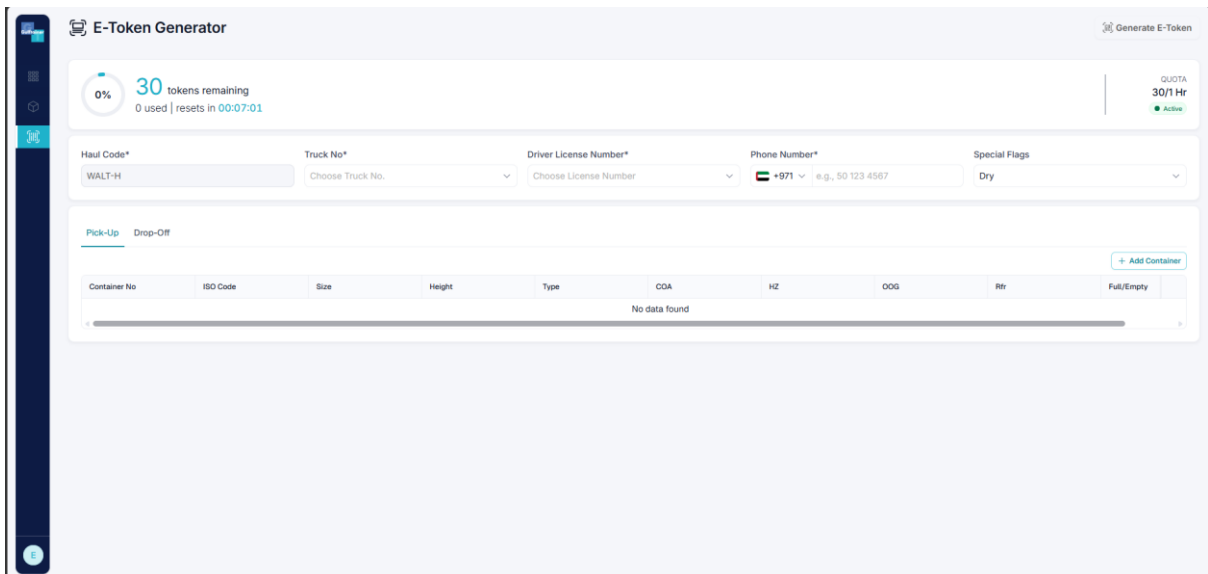 E-Token Generator
Generate E-Token
0%
30 tokens remaining
0 used | resets in 00:07:01
QUOTA
30/1 Hr
Active
Haul Code*
Truck No*
Driver License Number*
Phone Number*
Special Flags
WALT-H
Choose Truck No.
Choose License Number
+971
e.g., 50 123 4567
Dry
Pick-Up
Drop-Off
+ Add Container
Container No
ISO Code
Size
Height
Type
COA
HZ
OOG
Rfr
Full/Empty
No data found
E